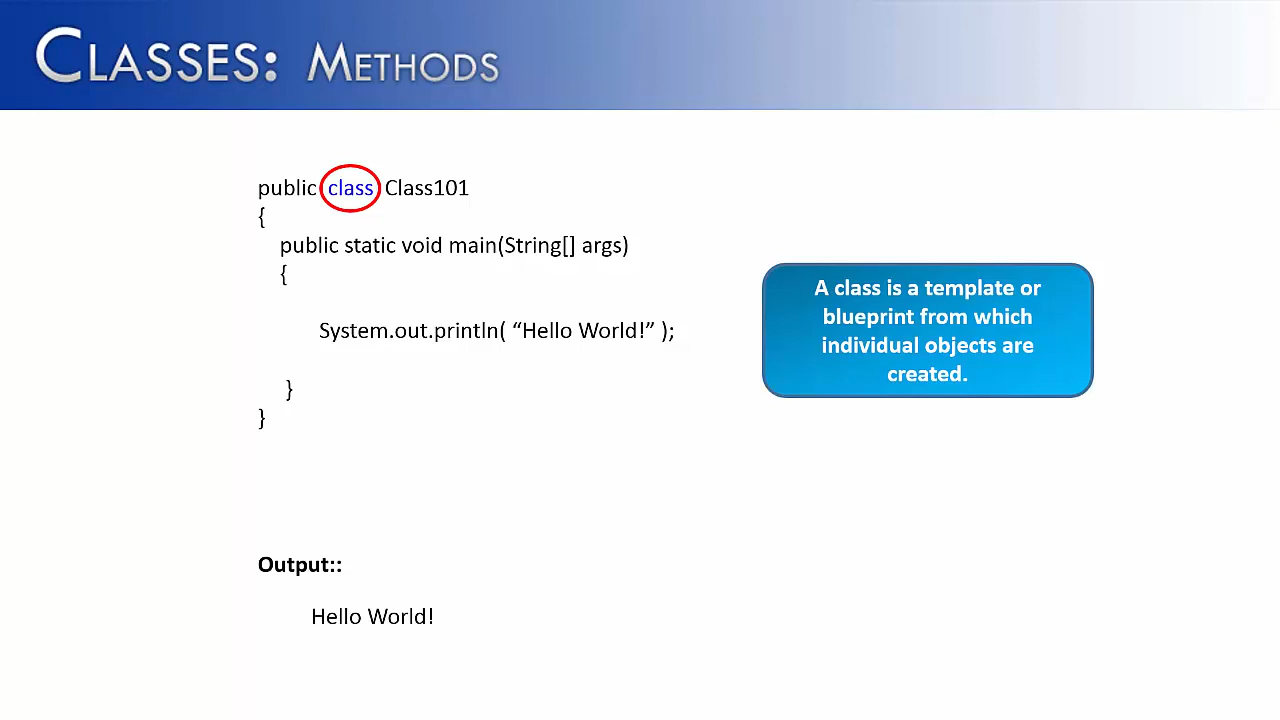 CLASSES: METHODS
public class Class101
{
public static void main(String[] args)
{
System.out.println( “Hello World!” );
}
}
A class is a template or
blueprint from which
individual objects are
created.
Output::
Hello World!